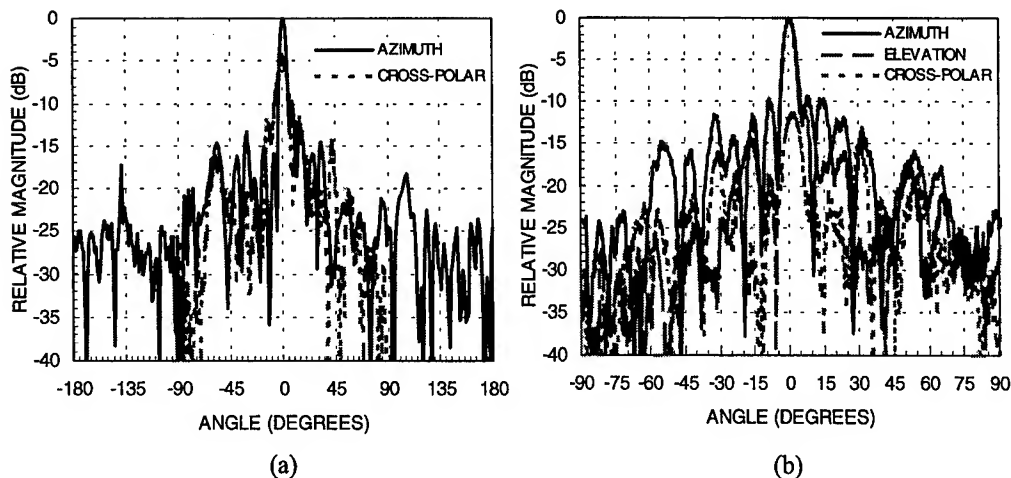 0
-5
-10
-15
-20
-25
-30
-35
-40
RELATIVE MAGNITUDE (dB)
AZIMUTH
CROSS-POLAR
-180 -135 -90 -45 0 45 90 135 180
ANGLE (DEGREES)
(a)
0
-5
-10
-15
-20
-25
-30
-35
-40
RELATIVE MAGNITUDE (dB)
AZIMUTH
ELEVATION
CROSS-POLAR
-90 -75 -60 -45 -30 -15 0 15 30 45 60 75 90
ANGLE (DEGREES)
(b)